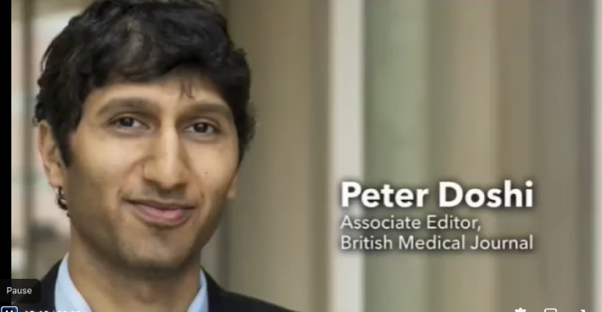 Peter Doshi
Associate Editor,
British Medical Journal
Pause